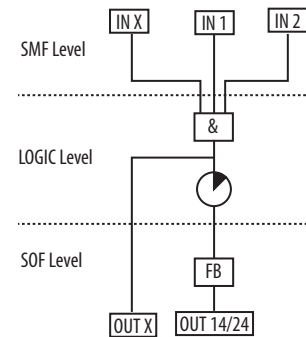 IN X IN 1 IN 2
SMF Level
&
LOGIC Level
SOF Level
FB
OUT X OUT 14/24